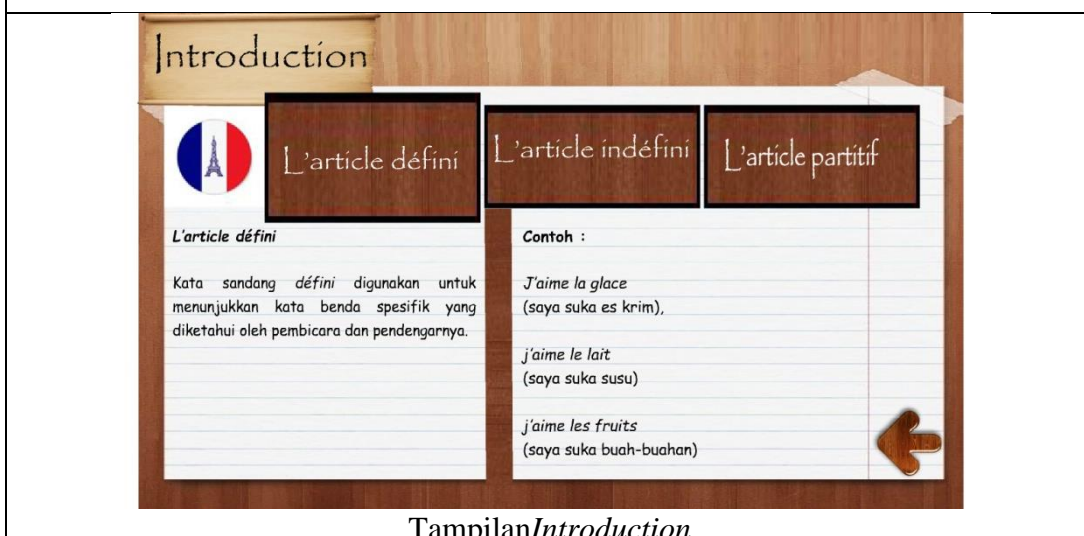 Introduction
L'article défini
L'article indéfini
L'article partitif
L'article défini
Kata sandang défini digunakan untuk
menunjukkan kata benda spesifik yang
diketahui oleh pembicara dan pendengarnya.
Contoh :
J'aime la glace
(saya suka es krim),
j'aime le lait
(saya suka susu)
j'aime les fruits
(saya suka buah-buahan)
TampilanIntroduction